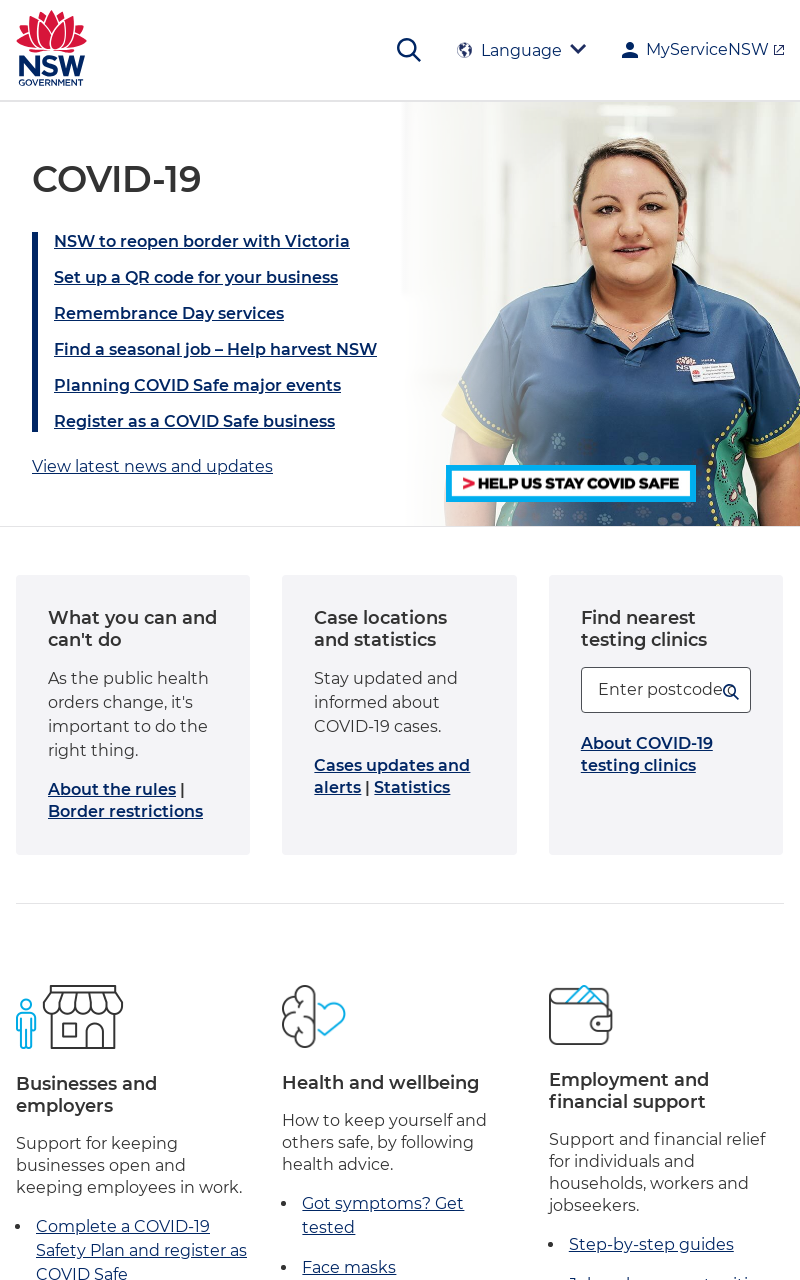 NSW
GOVERNMENT
Language
MyServiceNSW
COVID-19
NSW to reopen border with Victoria
Set up a QR code for your business
Remembrance Day services
Find a seasonal job – Help harvest NSW
Planning COVID Safe major events
Register as a COVID Safe business
View latest news and updates
> HELP US STAY COVID SAFE
What you can and
can't do
As the public health
orders change, it's
important to do the
right thing.
About the rules |
Border restrictions
Case locations
and statistics
Stay updated and
informed about
COVID-19 cases.
Cases updates and
alerts | Statistics
Find nearest
testing clinics
Enter postcode
About COVID-19
testing clinics
Businesses and
employers
Support for keeping
businesses open and
keeping employees in work.
• Complete a COVID-19
Safety Plan and register as
COVID Safe
Health and wellbeing
How to keep yourself and
others safe, by following
health advice.
• Got symptoms? Get
tested
• Face masks
Employment and
financial support
Support and financial relief
for individuals and
households, workers and
jobseekers.
• Step-by-step guides